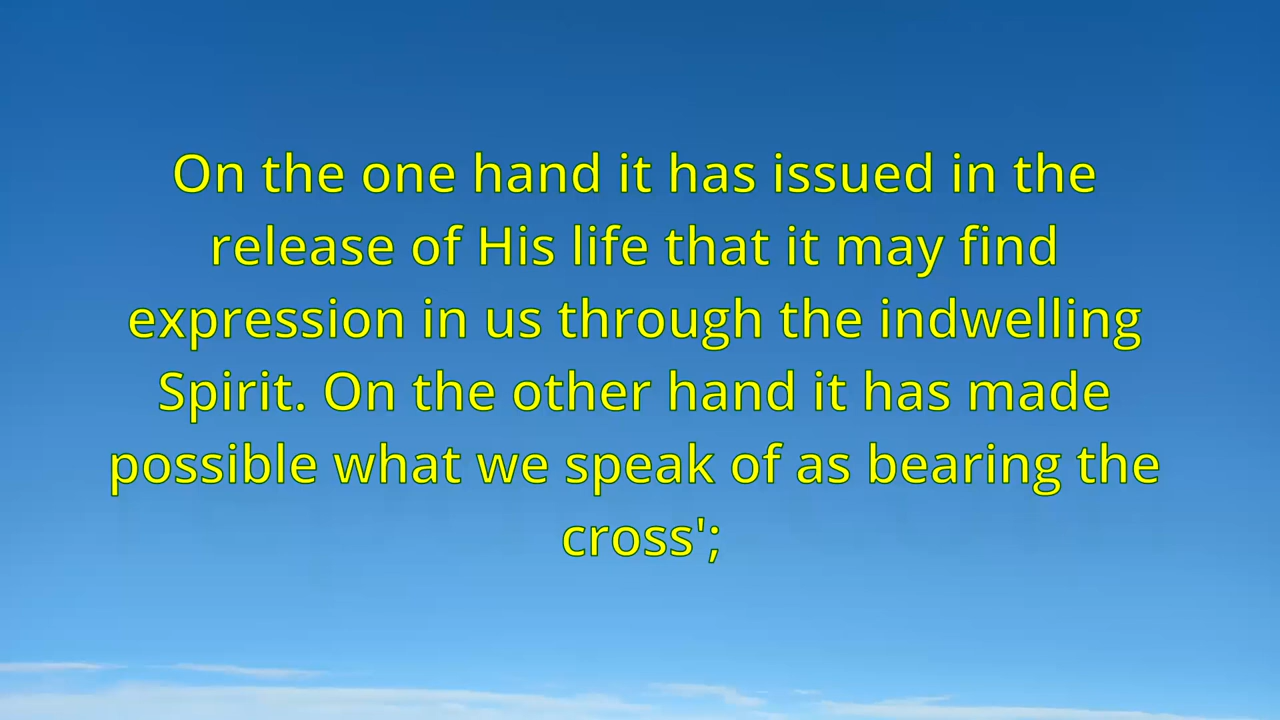 On the one hand it has issued in the
release of His life that it may find
expression in us through the indwelling
Spirit. On the other hand it has made
possible what we speak of as bearing the
cross';